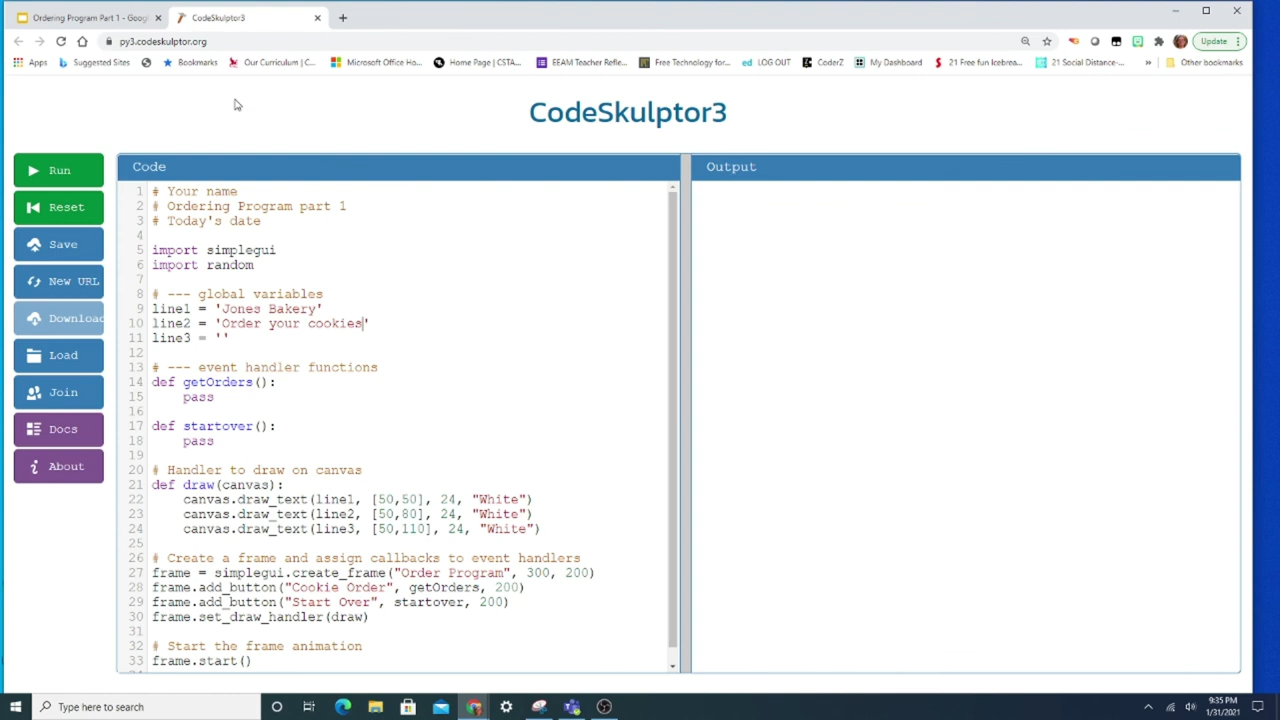 Ordering Program Part 1 - Goog
CodeSkulptor3
py3.codeskulptor.org
Update
Apps
Suggested Sites
Bookmarks
Our Curriculum | C...
Microsoft Office Ho...
Home Page | CSTA...
EEAM Teacher Refle...
Free Technology for...
ed LOG OUT
CoderZ
My Dashboard
21 Free fun Icebrea...
21 Social Distance-...
»
Other bookmarks
CodeSkulptor3
Run
Reset
Save
New URL
Download
Load
Join
Docs
About
Code
1 # Your name
2 # Ordering Program part 1
3 # Today's date
4
5 import simplegui
6 import random
7
8 # --- global variables
9 line1 = 'Jones Bakery'
10 line2 = 'Order your cookies'
11 line3 = ''
12
13 # --- event handler functions
14 def getOrders():
15 pass
16
17 def startover():
18 pass
19
20 # Handler to draw on canvas
21 def draw(canvas):
22 canvas.draw_text(line1, [50,50], 24, "White")
23 canvas.draw_text(line2, [50,80], 24, "White")
24 canvas.draw_text(line3, [50,110], 24, "White")
25
26 # Create a frame and assign callbacks to event handlers
27 frame = simplegui.create_frame("Order Program", 300, 200)
28 frame.add_button("Cookie Order", getOrders, 200)
29 frame.add_button("Start Over", startover, 200)
30 frame.set_draw_handler(draw)
31
32 # Start the frame animation
33 frame.start()
Output
Type here to search
9:35 PM
1/31/2021